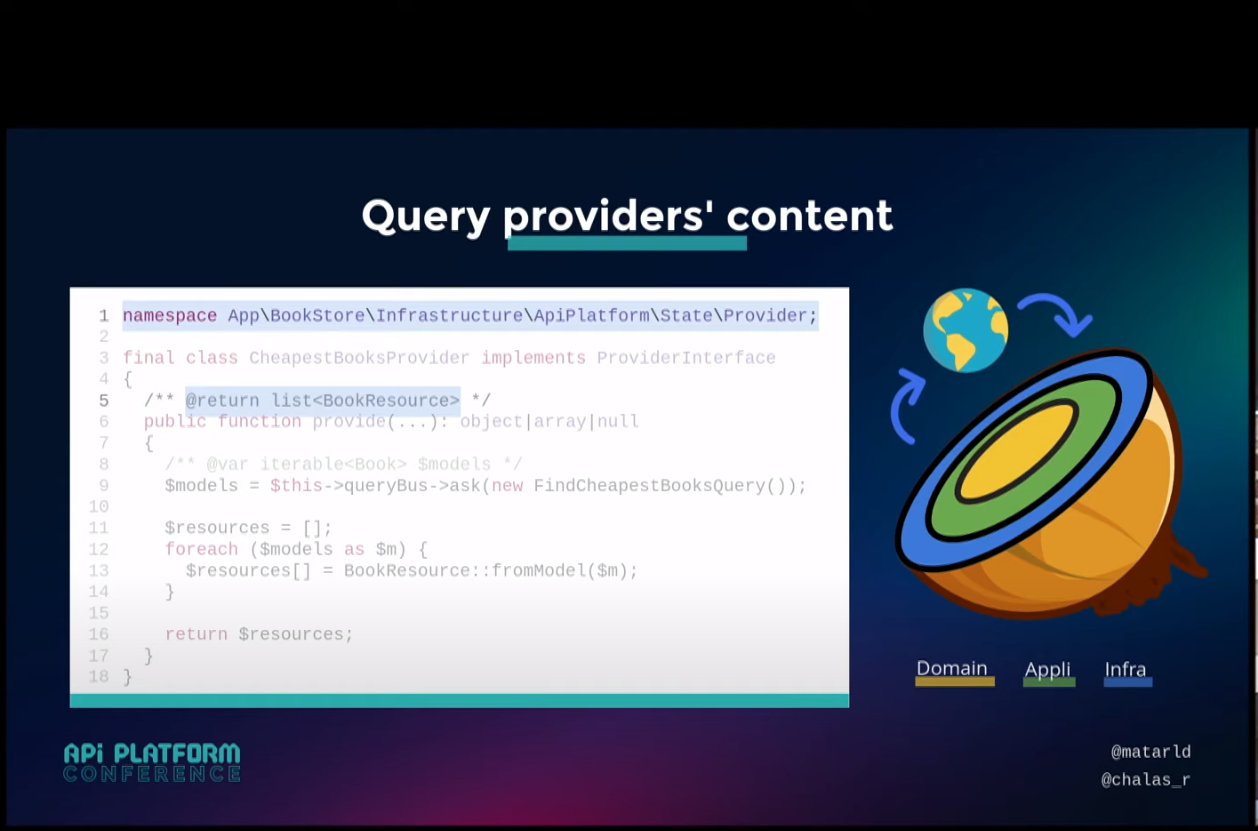 Query providers' content
1 namespace App\BookStore\Infrastructure\ApiPlatform\State\Provider;
2
3 final class CheapestBooksProvider implements ProviderInterface
4 {
5 /** @return list<BookResource> */
6 public function provide(...): object|array|null
7 {
8 /** @var iterable<Book> $models */
9 $models = $this->queryBus->ask(new FindCheapestBooksQuery());
10
11 $resources = [];
12 foreach ($models as $m) {
13 $resources[] = BookResource::fromModel($m);
14 }
15
16 return $resources;
17 }
18 }
Domain Appli Infra
APi PLATFORM
CONFERENCE
@matarld
@chalas_r